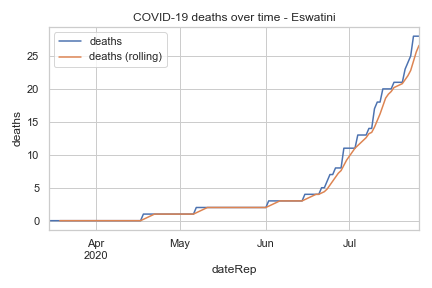 COVID-19 deaths over time - Eswatini
deaths
deaths (rolling)
25
20
15
10
5
0
deaths
Apr
2020
May
Jun
Jul
dateRep